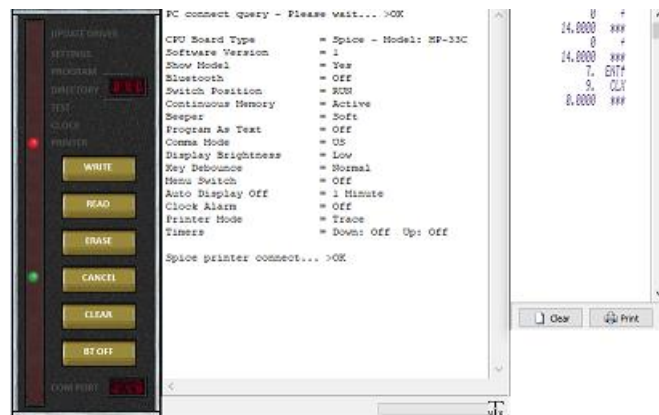 UPDATE DRIVER
SETTINGS
PROGRAM
DIRECTORY
TEST
CLOCK
PRINTER
WRITE
READ
ERASE
CANCEL
CLEAR
BT OFF
COM PORT
PC connect query - Please wait... >OK
CPU Board Type = Spice - Model: HP-33C
Software Version = 1
Show Model = Yes
Bluetooth = Off
Switch Position = RUN
Continuous Memory = Active
Beeper = Soft
Program As Text = Off
Comma Mode = US
Display Brightness = Low
Key Debounce = Normal
Menu Switch = Off
Auto Display Off = 1 Minute
Clock Alarm = Off
Printer Mode = Trace
Timers = Down: Off Up: Off
Spice printer connect... >OK
0 +
14.0000 ***
0 +
14.0000 ***
7. ENT↑
9. CLX
0.0000 ***
Clear
Print